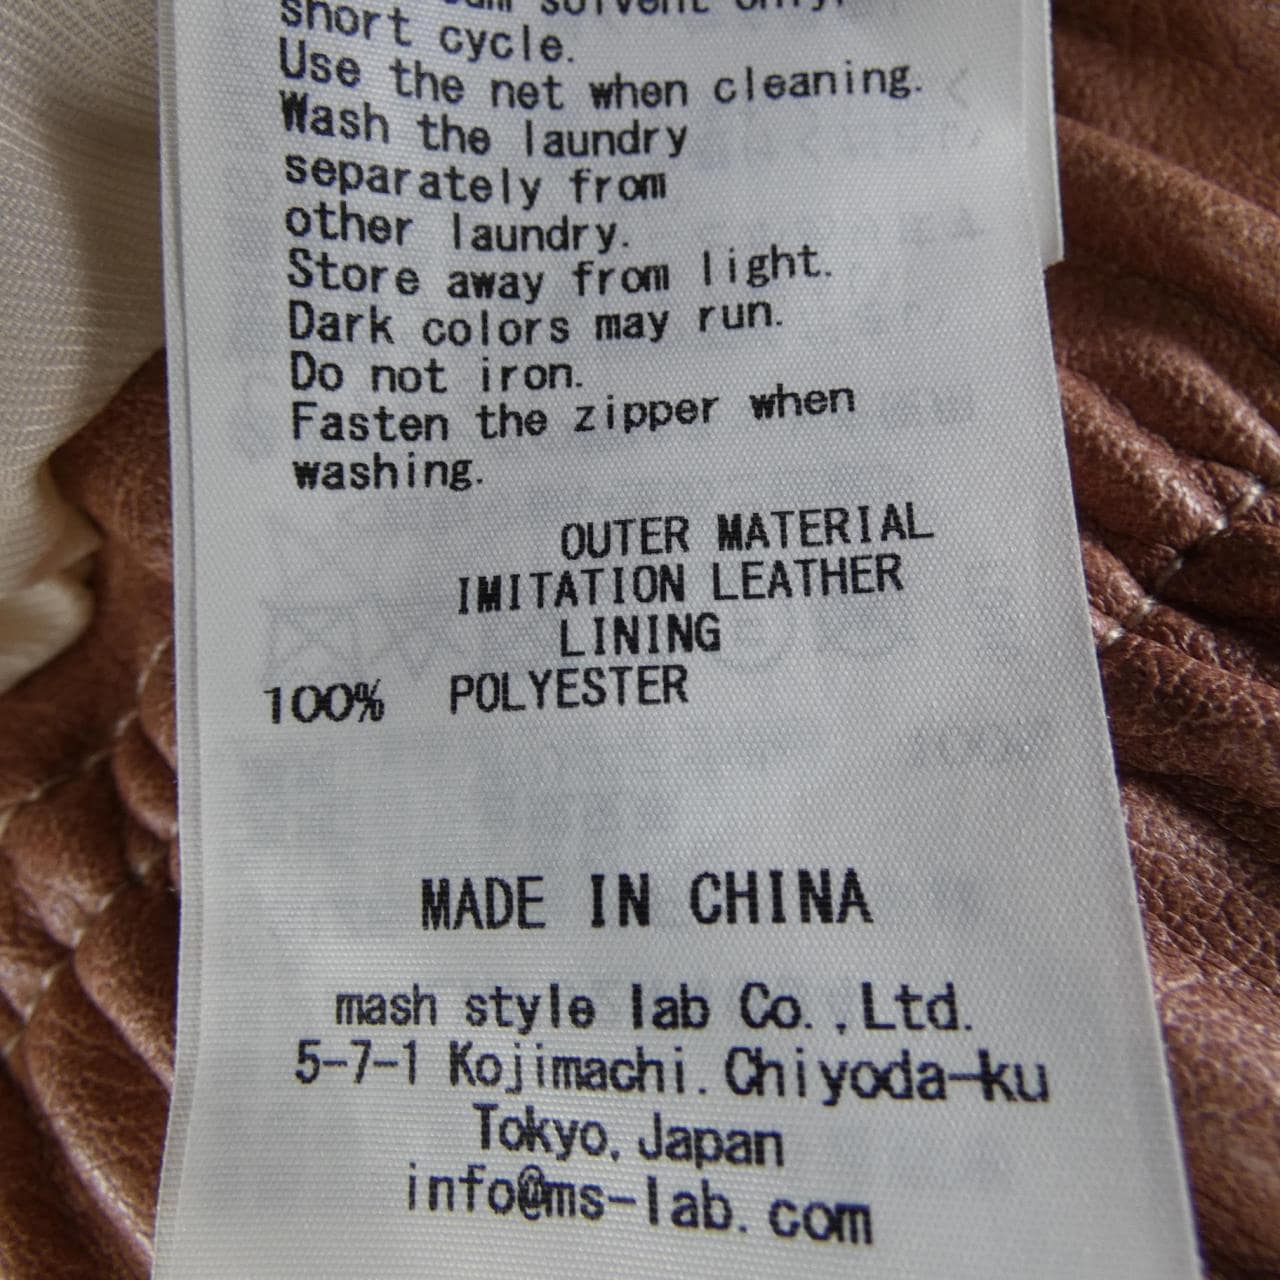 solvent only,
short cycle.
Use the net when cleaning.
Wash the laundry
separately from
other laundry.
Store away from light.
Dark colors may run.
Do not iron.
Fasten the zipper when
washing.
OUTER MATERIAL
IMITATION LEATHER
LINING
100% POLYESTER
MADE IN CHINA
mash style lab Co.,Ltd.
5-7-1 Kojimachi. Chiyoda-ku
Tokyo, Japan
info@ms-lab.com